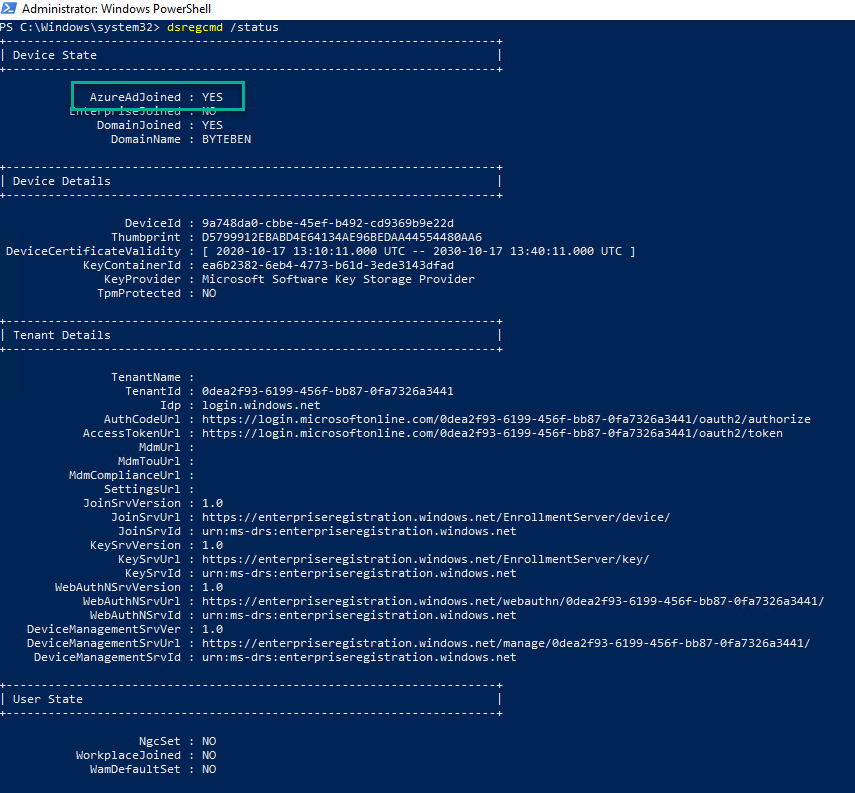 Administrator: Windows PowerShell
PS C:\Windows\system32> dsregcmd /status
+----------------------------------------------------------------------+
| Device State                                                         |
+----------------------------------------------------------------------+
AzureAdJoined : YES
EnterpriseJoined : NO
DomainJoined : YES
DomainName : BYTEBEN
+----------------------------------------------------------------------+
| Device Details                                                       |
+----------------------------------------------------------------------+
DeviceId : 9a748da0-cbbe-45ef-b492-cd9369b9e22d
Thumbprint : D5799912EBABD4E64134AE96BEDAA44554480AA6
DeviceCertificateValidity : [ 2020-10-17 13:10:11.000 UTC -- 2030-10-17 13:40:11.000 UTC ]
KeyContainerId : ea6b2382-6eb4-4773-b61d-3ede3143dfad
KeyProvider : Microsoft Software Key Storage Provider
TpmProtected : NO
+----------------------------------------------------------------------+
| Tenant Details                                                       |
+----------------------------------------------------------------------+
TenantName :
TenantId : 0dea2f93-6199-456f-bb87-0fa7326a3441
Idp : login.windows.net
AuthCodeUrl : https://login.microsoftonline.com/0dea2f93-6199-456f-bb87-0fa7326a3441/oauth2/authorize
AccessTokenUrl : https://login.microsoftonline.com/0dea2f93-6199-456f-bb87-0fa7326a3441/oauth2/token
MdmUrl :
MdmTouUrl :
MdmComplianceUrl :
SettingsUrl :
JoinSrvVersion : 1.0
JoinSrvUrl : https://enterpriseregistration.windows.net/EnrollmentServer/device/
JoinSrvId : urn:ms-drs:enterpriseregistration.windows.net
KeySrvVersion : 1.0
KeySrvUrl : https://enterpriseregistration.windows.net/EnrollmentServer/key/
KeySrvId : urn:ms-drs:enterpriseregistration.windows.net
WebAuthNSrvVersion : 1.0
WebAuthNSrvUrl : https://enterpriseregistration.windows.net/webauthn/0dea2f93-6199-456f-bb87-0fa7326a3441/
WebAuthNSrvId : urn:ms-drs:enterpriseregistration.windows.net
DeviceManagementSrvVer : 1.0
DeviceManagementSrvUrl : https://enterpriseregistration.windows.net/manage/0dea2f93-6199-456f-bb87-0fa7326a3441/
DeviceManagementSrvId : urn:ms-drs:enterpriseregistration.windows.net
+----------------------------------------------------------------------+
| User State                                                           |
+----------------------------------------------------------------------+
NgcSet : NO
WorkplaceJoined : NO
WamDefaultSet : NO